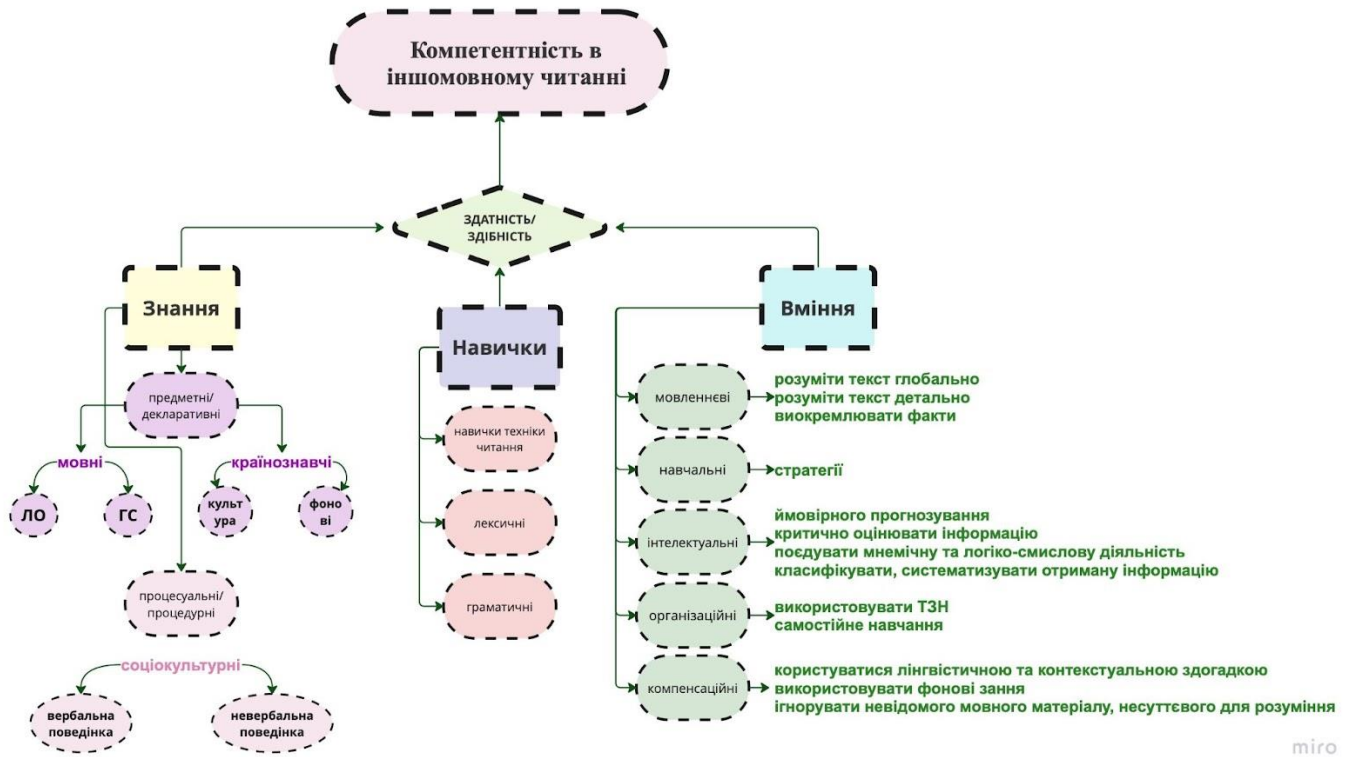 Компетентність в
іншомовному читанні
ЗДАТНІСТЬ/
ЗДІБНІСТЬ
Знання
предметні/
декларативні
мовні
ЛО
ГС
країнознавчі
культ
ура
фоно
ві
процесуальні/
процедурні
соціокультурні
вербальна
поведінка
невербальна
поведінка
Навички
навички техніки
читання
лексичні
граматичні
Вміння
мовленнєві
розуміти текст глобально
розуміти текст детально
виокремлювати факти
навчальні
стратегії
інтелектуальні
ймовірного прогнозування
критично оцінювати інформацію
поєдувати мнемічну та логіко-смислову діяльність
класифікувати, систематизувати отриману інформацію
організаційні
використовувати ТЗН
самостійне навчання
компенсаційні
користуватися лінгвістичною та контекстуальною здогадкою
використовувати фонові зання
ігнорувати невідомого мовного матеріалу, несуттєвого для розуміння
miro